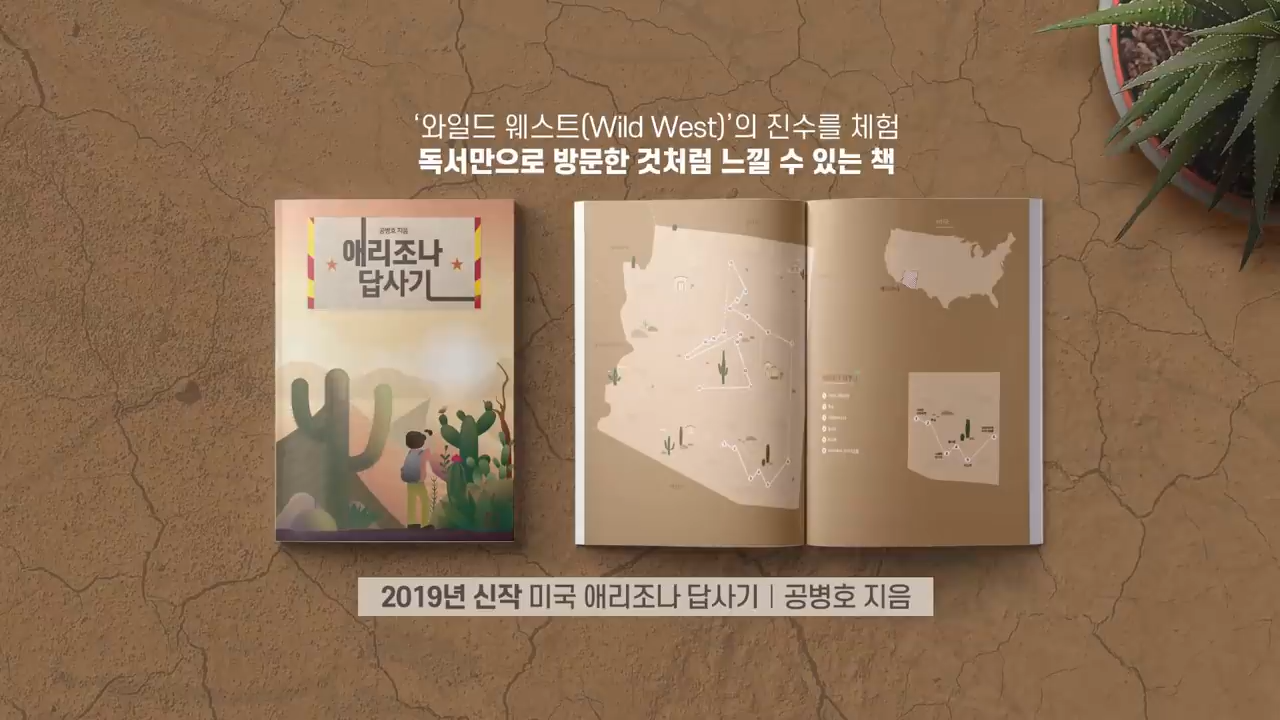 ‘와일드 웨스트(Wild West)’의 진수를 체험
독서만으로 방문한 것처럼 느낄 수 있는 책
공병호 지음
애리조나
답사기
2019년 신작 미국 애리조나 답사기 | 공병호 지음